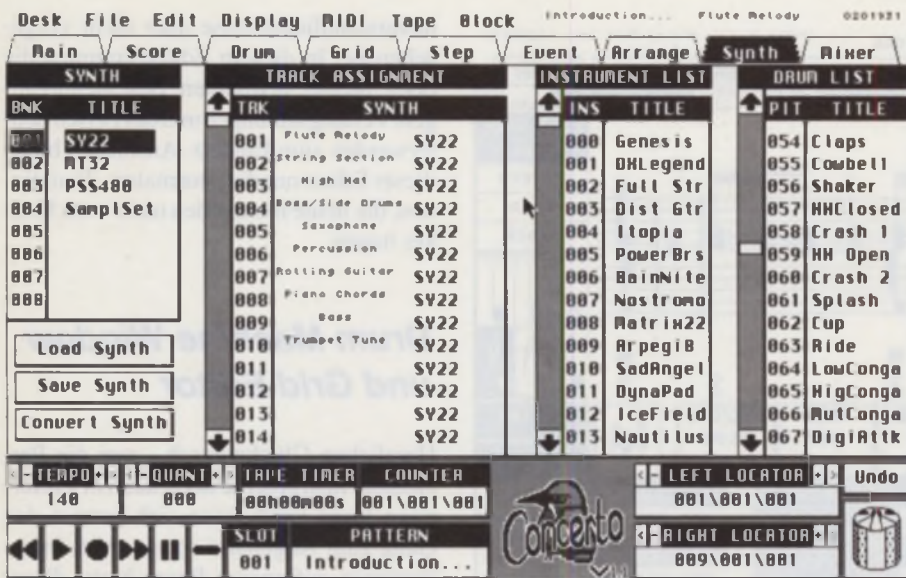 Desk File Edit Display MIDI Tape Block Introduction... Flute Melody 0201931
Main Score Drum Grid Step Event Arrange Synth Mixer
SYNTH TRACK ASSIGNMENT INSTRUMENT LIST DRUM LIST
BNK TITLE TRK SYNTH INS TITLE PIT TITLE
001 SY22 001 Flute Melody SY22 000 Genesis 054 Claps
002 MT32 002 String Section SY22 001 DXLegend 055 Cowbell
003 PSS480 003 High Hat SY22 002 Full Str 056 Shaker
004 SamplSet 004 Bass/Side Drums SY22 003 Dist Gtr 057 HHClosed
005 005 Saxophone SY22 004 Itopia 058 Crash 1
006 006 Percussion SY22 005 PowerBrs 059 HH Open
007 007 Rolling Guitar SY22 006 BainNite 060 Crash 2
008 008 Piano Chords SY22 007 Nostromo 061 Splash
009 Bass SY22 008 Matrix22 062 Cup
Load Synth 010 Trumpet Tune SY22 009 ArpegiB 063 Ride
011 SY22 010 SadAngel 064 LowConga
Save Synth 012 SY22 011 DynaPad 065 HigConga
Convert Synth 013 SY22 012 IceField 066 MutConga
014 SY22 013 Nautilus 067 DigiAttk
< - TEMPO + > < - QUANT + > TAPE TIMER COUNTER < - LEFT LOCATOR + > Undo
140 000 00h00m00s 001\001\001 Concerto 001\001\001
SLOT PATTERN < - RIGHT LOCATOR + >
001 Introduction... 009\001\001